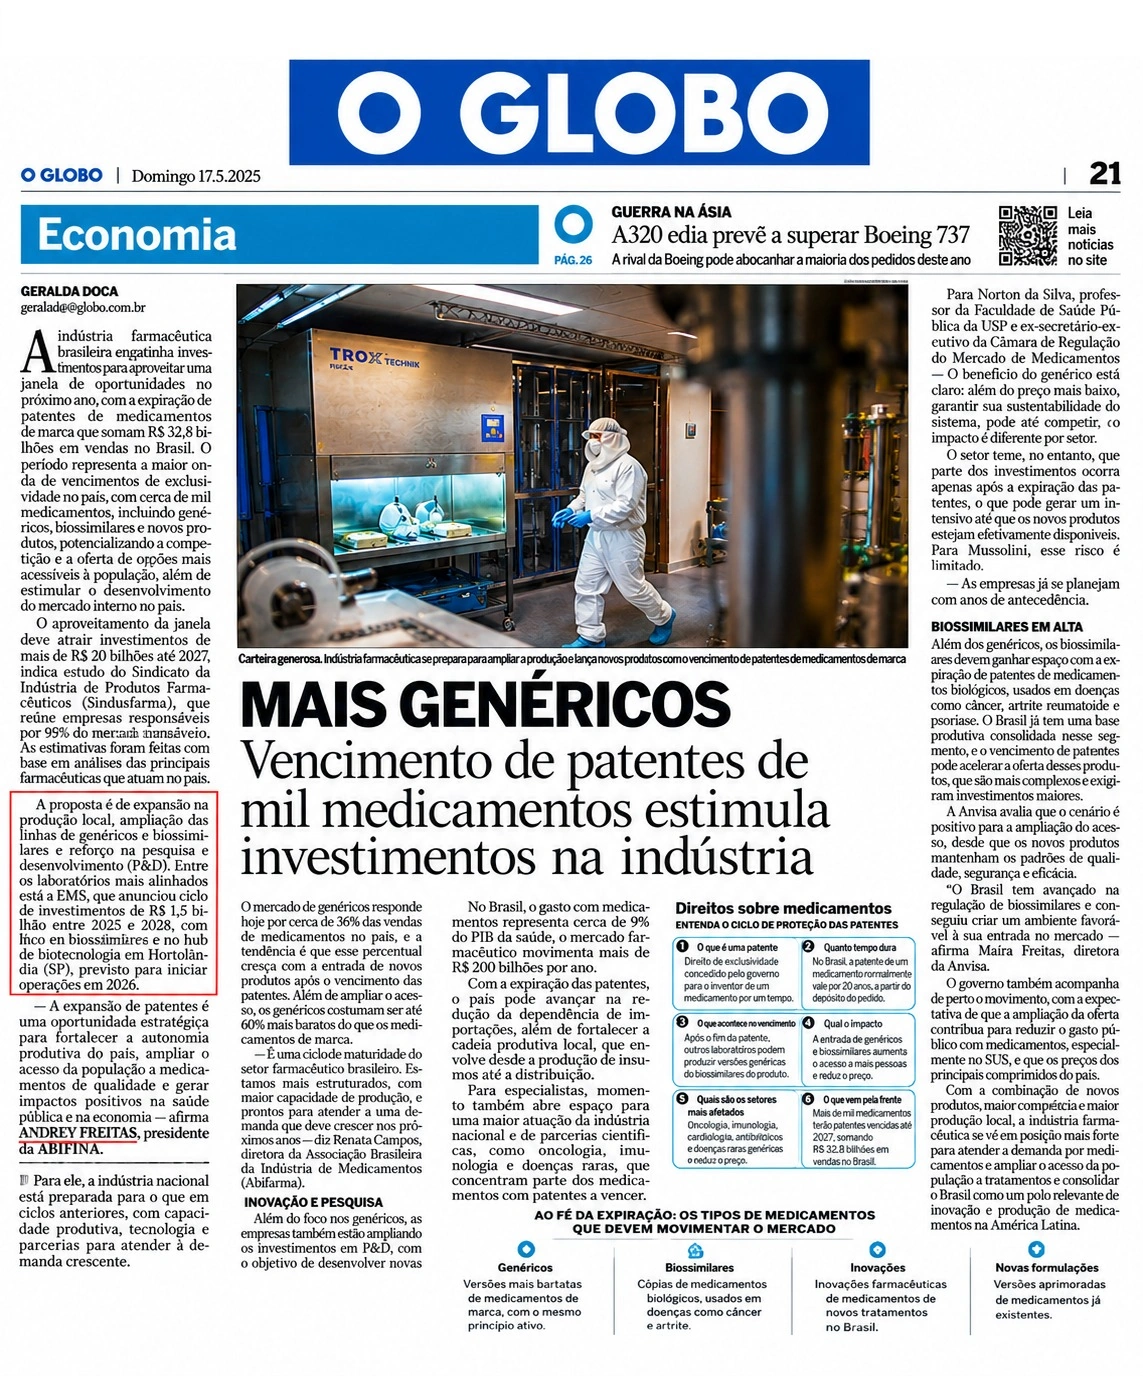 O GLOBO
O GLOBO | Domingo 17.5.2025
| 21
Economia
PÁG. 26
GUERRA NA ÁSIA
A320 edia prevê a superar Boeing 737
A rival da Boeing pode abocanhar a maioria dos pedidos deste ano
Leia
mais
noticias
no site
GERALDA DOCA
@globo.com.br
A indústria farmacêutica
brasileira engatinha inves-
timentos para aproveitar uma
janela de oportunidades no
próximo ano, com a expiração de
patentes de medicamentos
de marca que somam R$ 32,8 bi-
lhões em vendas no Brasil. O
período representa a maior on-
da de vencimentos de exclusi-
vidade no país, com cerca de mil
medicamentos, incluindo gené-
ricos, biossimilares e novos pro-
dutos, potencializando a compe-
tição e a oferta de opções mais
acessíveis à população, além de
estimular o desenvolvimento
do mercado interno no país.
O aproveitamento da janela
deve atrair investimentos de
mais de R$ 20 bilhões até 2027,
indica estudo do Sindicato da
Indústria de Produtos Farma-
cêuticos (Sindusfarma), que
reúne empresas responsáveis
por 99% do
As estimativas foram feitas com
base em análises das principais
farmacêuticas que atuam no país.
A proposta é de expansão na
produção local, ampliação das
linhas de genéricos e biossimi-
lares e reforço na pesquisa e
desenvolvimento (P&D). Entre
os laboratórios mais alinhados
está a EMS, que anunciou ciclo
de investimentos de R$ 1,5 bi-
lhão entre 2025 e 2028, com
en biossimilares e no hub
de biotecnologia em Hortolân-
dia (SP), previsto para iniciar
operações em 2026.
— A expansão de patentes é
uma oportunidade estratégica
para fortalecer a autonomia
produtiva do país, ampliar o
acesso da população a medica-
mentos de qualidade e gerar
impactos positivos na saúde
pública e na economia — afirma
ANDREY FREITAS, presidente
da ABIFINA.
Para ele, a indústria nacional
está preparada para o que em
ciclos anteriores, com capaci-
dade produtiva, tecnologia e
parcerias para atender à de-
manda crescente.
TROX TECHNIK
Carteira generosa. Indústria farmacêutica se prepara para ampliar a produção e lança novos prodatos com o vencimento de patentes de medicamentos de marca
MAIS GENÉRICOS
Vencimento de patentes de
mil medicamentos estimula
investimentos na indústria
O mercado de genéricos responde
hoje por cerca de 36% das vendas
de medicamentos no país, e a
tendência é que esse percentual
cresça com a entrada de novos
produtos após o vencimento das
patentes. Além de ampliar o aces-
so, os genéricos costumam ser até
60% mais baratos do que os medi-
camentos de marca.
— É uma ciclo de maturidade do
setor farmacêutico brasileiro. Es-
tamos mais estruturados, com
maior capacidade de produção, e
prontos para atender a uma de-
manda que deve crescer nos pró-
ximos anos — diz Renata Campos,
diretora da Associação Brasileira
da Indústria de Medicamentos
(Abifarma).
INOVAÇÃO E PESQUISA
Além do foco nos genéricos, as
empresas também estão ampliando
os investimentos em P&D, com
o objetivo de desenvolver novas
No Brasil, o gasto com medica-
mentos representa cerca de 9%
do PIB da saúde, o mercado far-
macêutico movimenta mais de
R$ 200 bilhões por ano.
Com a expiração das patentes,
o país pode avançar na re-
dução da dependência de im-
portações, além de fortalecer a
cadeia produtiva local, que en-
volve desde a produção de insu-
mos até a distribuição.
Para especialistas, momen-
to também abre espaço para
uma maior atuação da indústria
nacional e de parcerias científi-
cas, como oncologia, imu-
nologia e doenças raras, que
concentram parte dos medica-
mentos com patentes a vencer.
Direitos sobre medicamentos
ENTENDA O CICLO DE PROTEÇÃO DAS PATENTES
1 O que é uma patente
Direito de exclusividade
concedido pelo governo
para o inventor de um
medicamento por um tempo.
2 Quanto tempo dura
No Brasil, a patente de um
medicamento normalmente
vale por 20 anos, a partir do
depósito do pedido.
3 O que acontece no vencimento
Após o fim da patente,
outros laboratórios podem
produzir versões genéricas
do biossimilares do produto.
4 Qual o impacto
A entrada de genéricos
e biossimilares aumenta
o acesso a mais pessoas
e reduz o preço.
5 Quais são os setores
mais afetados
Oncologia, imunologia,
cardiologia, antibióticos
e doenças raras genéricas
o reduz o preço.
6 O que vem pela frente
Mais de mil medicamentos
terão patentes vencidas até
2027, somando
R$ 32,8 bilhões em
vendas no Brasil.
AO FÉ DA EXPIRAÇÃO: OS TIPOS DE MEDICAMENTOS
QUE DEVEM MOVIMENTAR O MERCADO
Genéricos
Versões mais bartatas
de medicamentos de
marca, com o mesmo
princípio ativo.
Biossimilares
Cópias de medicamentos
biológicos, usados em
doenças como câncer
e artrite.
Inovações
Inovações farmacêuticas
de medicamentos de
novos tratamentos
no Brasil.
Novas formulações
Versões aprimoradas
de medicamentos já
existentes.
Para Norton da Silva, profes-
sor da Faculdade de Saúde Pú-
blica da USP e ex-secretário-ex-
ecutivo da Câmara de Regulação
do Mercado de Medicamentos
— O beneficio do genérico está
claro: além do preço mais baixo,
garantir sua sustentabilidade do
sistema, pode até competir, co
impacto é diferente por setor.
O setor teme, no entanto, que
parte dos investimentos ocorra
apenas após a expiração das pa-
tentes, o que pode gerar um in-
tensivo até que os novos produtos
estejam efetivamente disponiveis.
Para Mussolini, esse risco é
limitado.
— As empresas já se planejam
com anos de antecedência.
BIOSSIMILARES EM ALTA
Além dos genéricos, os biossimila-
ares devem ganhar espaço com a ex-
piração de patentes de medicamen-
tos biológicos, usados em doenças
como câncer, artrite reumatoide e
psoriase. O Brasil já tem uma base
produtiva consolidada nesse seg-
mento, e o vencimento de patentes
pode acelerar a oferta desses produ-
tos, que são mais complexos e exigi-
ram investimentos maiores.
A Anvisa avalia que o cenário é
positivo para a ampliação do aces-
so, desde que os novos produtos
mantenham os padrões de quali-
dade, segurança e eficácia.
“O Brasil tem avançado na
regulação de biossimilares e con-
seguiu criar um ambiente favorá-
vel à sua entrada no mercado —
afirma Maíra Freitas, diretora
da Anvisa.
O governo também acompanha
de perto o movimento, com a expec-
tativa de que a ampliação da oferta
contribua para reduzir o gasto pú-
blico com medicamentos, especial-
mente no SUS, e que os preços dos
principais comprimidos do país.
Com a combinação de novos
produtos, maior compétcia e maior
produção local, a indústria farma-
cêutica se vê em posição mais forte
para atender a demanda por medi-
camentos e ampliar o acesso da po-
pulação a tratamentos e consolidar
o Brasil como um polo relevante de
inovação e produção de medica-
mentos na América Latina.